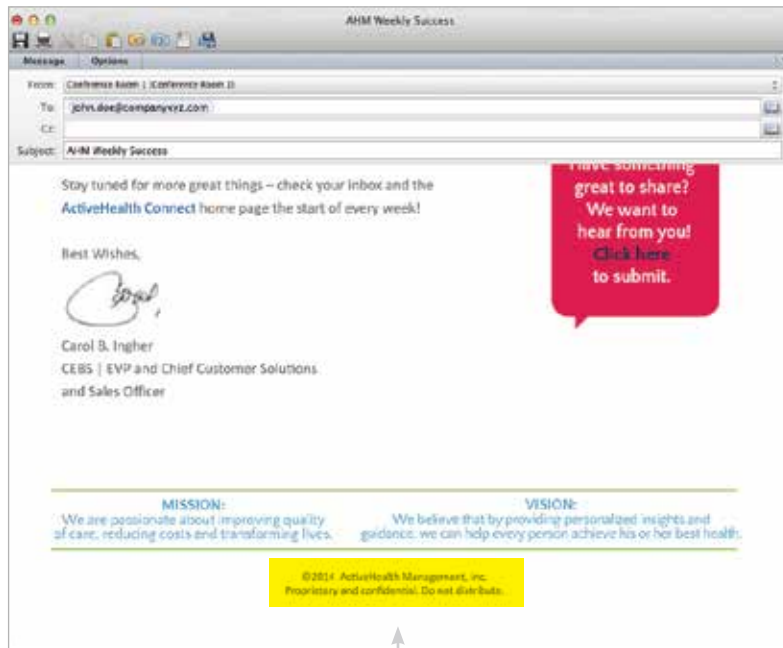 AHM Weekly Success
Message Options
From: Conference Room 1 (Conference Room 1)
To: john.doe@companyxyz.com
Cc:
Subject: AHM Weekly Success
Have something
great to share?
We want to
hear from you!
Click here
to submit.
Stay tuned for more great things – check your inbox and the
ActiveHealth Connect home page the start of every week!
Best Wishes,
Carol B. Ingher
CEBS | EVP and Chief Customer Solutions
and Sales Officer
MISSION:
We are passionate about improving quality
of care, reducing costs and transforming lives.
VISION:
We believe that by providing personalized insights and
guidance, we can help every person achieve his or her best health.
©2014 ActiveHealth Management, Inc.
Proprietary and confidential. Do not distribute.